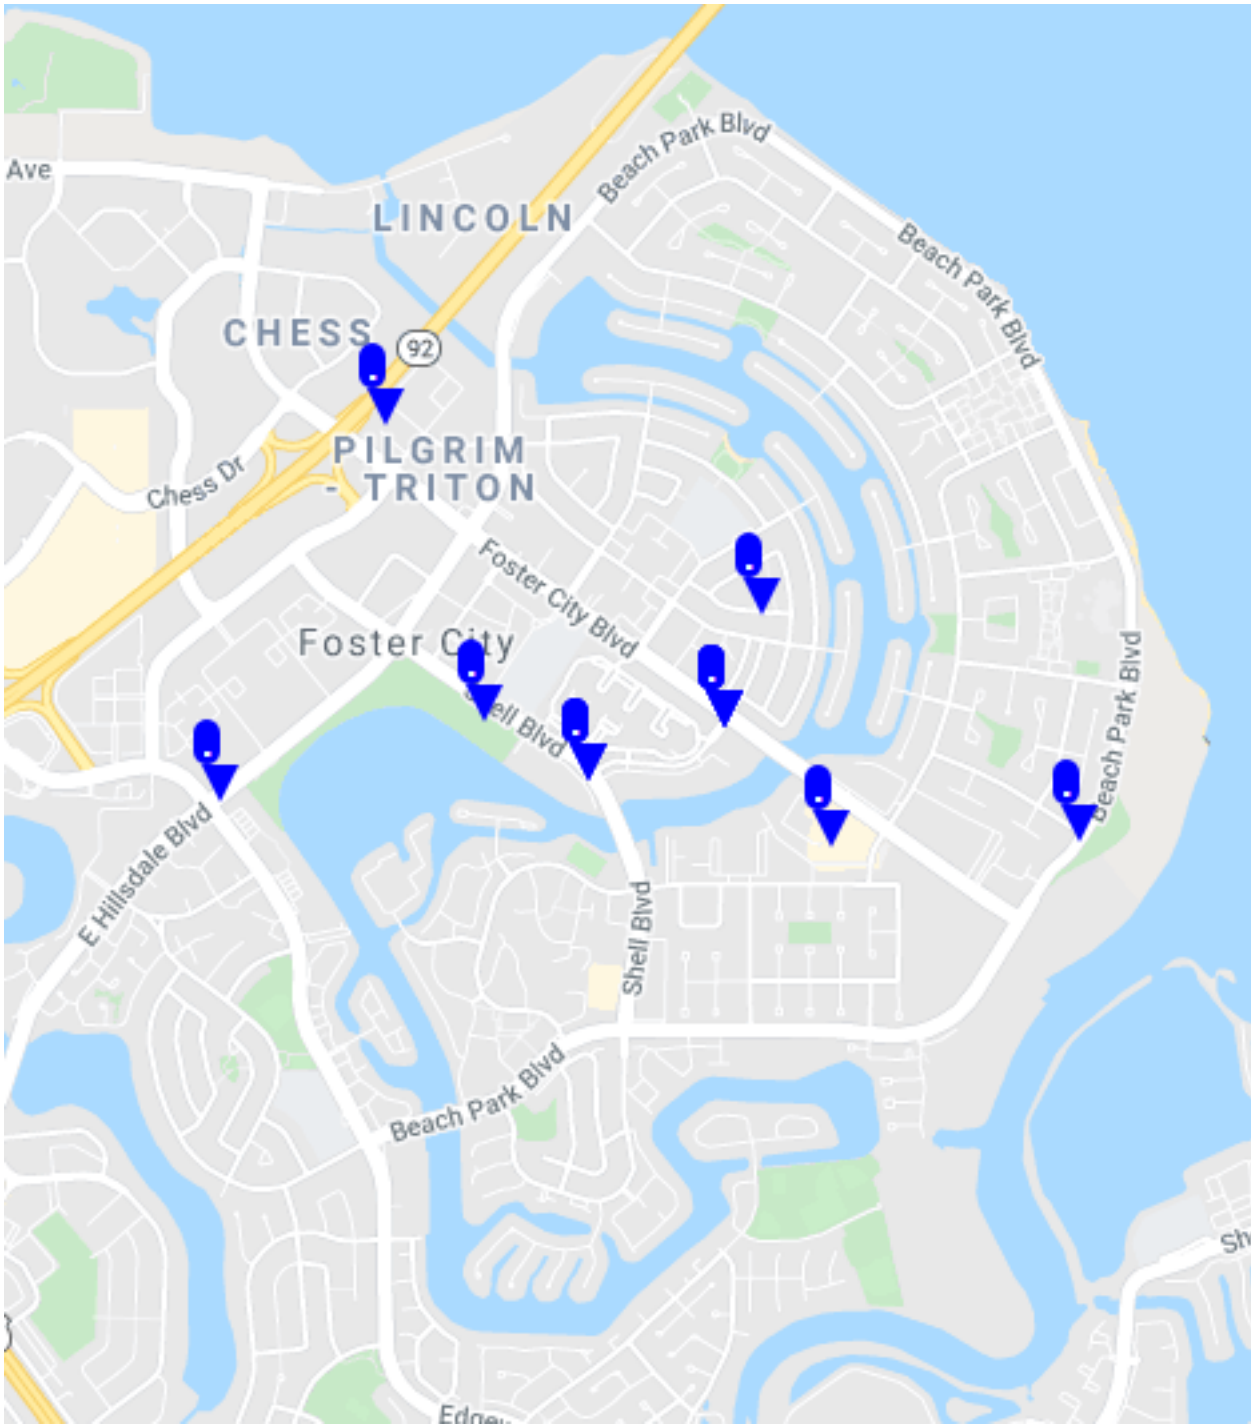 Beach Park Blvd
Ave
LINCOLN
Beach Park Blvd
CHESS
92
PILGRIM
- TRITON
Chess Dr
Foster City Blvd
Foster City
Shell Blvd
Beach Park Blvd
E Hillsdale Blvd
Shell Blvd
Beach Park Blvd
Sh
Edgew